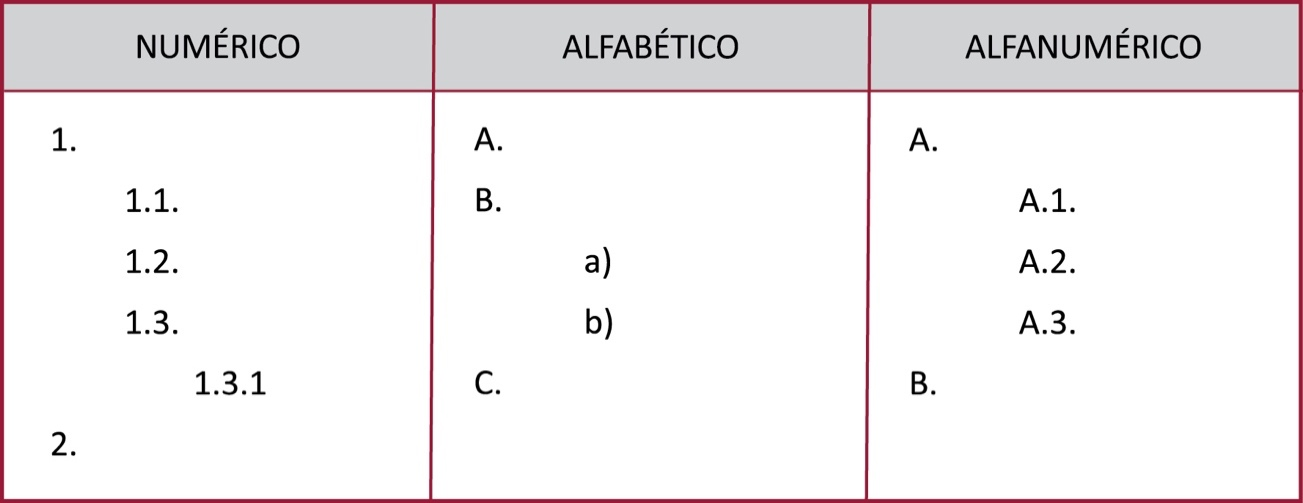 NUMÉRICO
ALFABÉTICO
ALFANUMÉRICO
1.
1.1.
1.2.
1.3.
1.3.1
2.
A.
B.
a)
b)
C.
A.
A.1.
A.2.
A.3.
B.